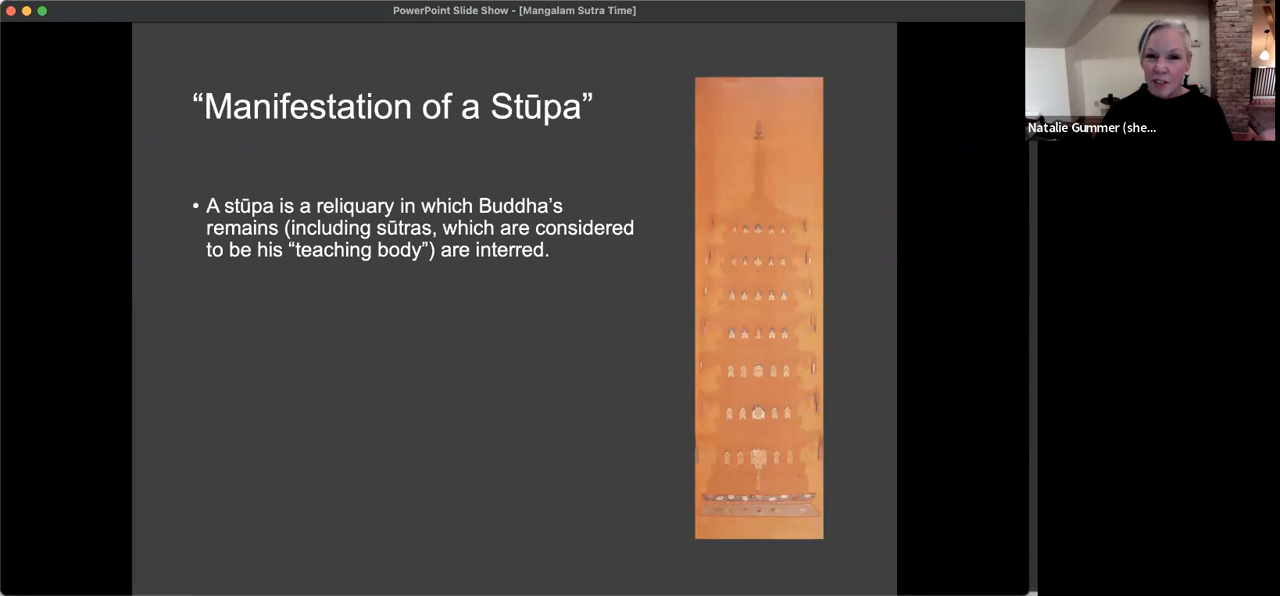 PowerPoint Slide Show - [Mangalam Sutra Time]
“Manifestation of a Stūpa”
• A stūpa is a reliquary in which Buddha’s
remains (including sūtras, which are considered
to be his “teaching body”) are interred.
Natalie Gummer (she...